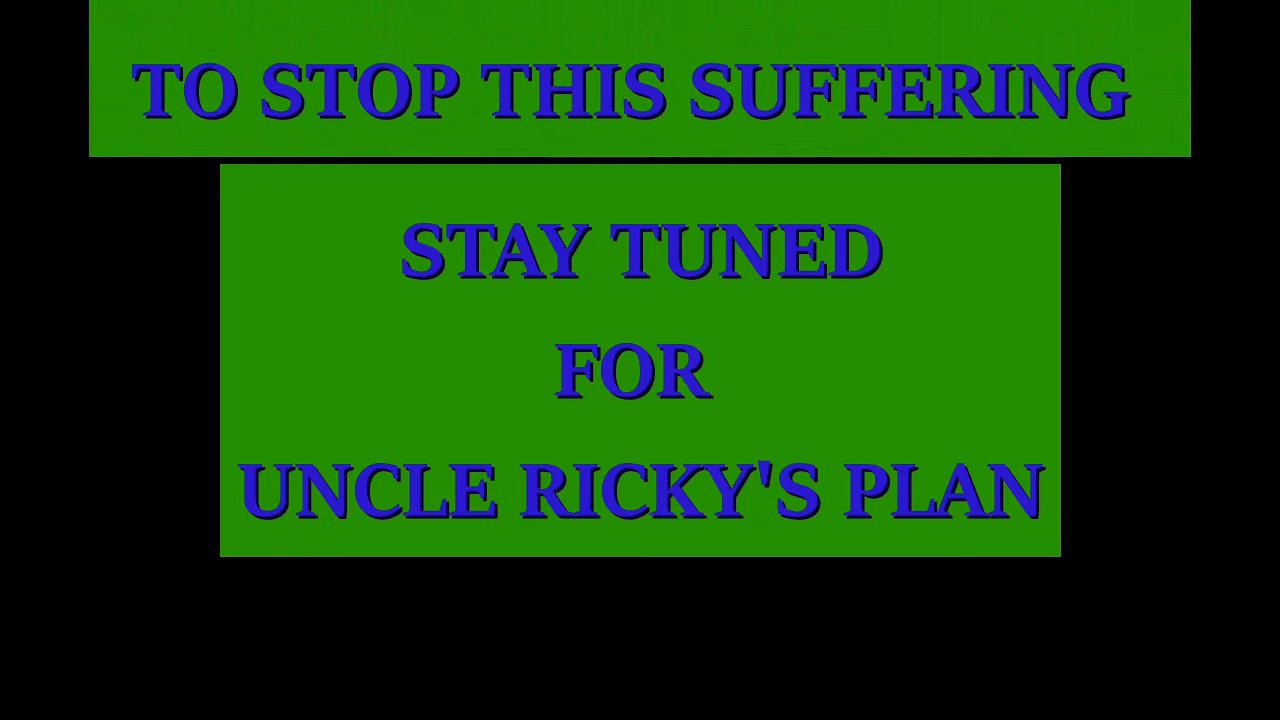 TO STOP THIS SUFFERING
STAY TUNED
FOR
UNCLE RICKY'S PLAN